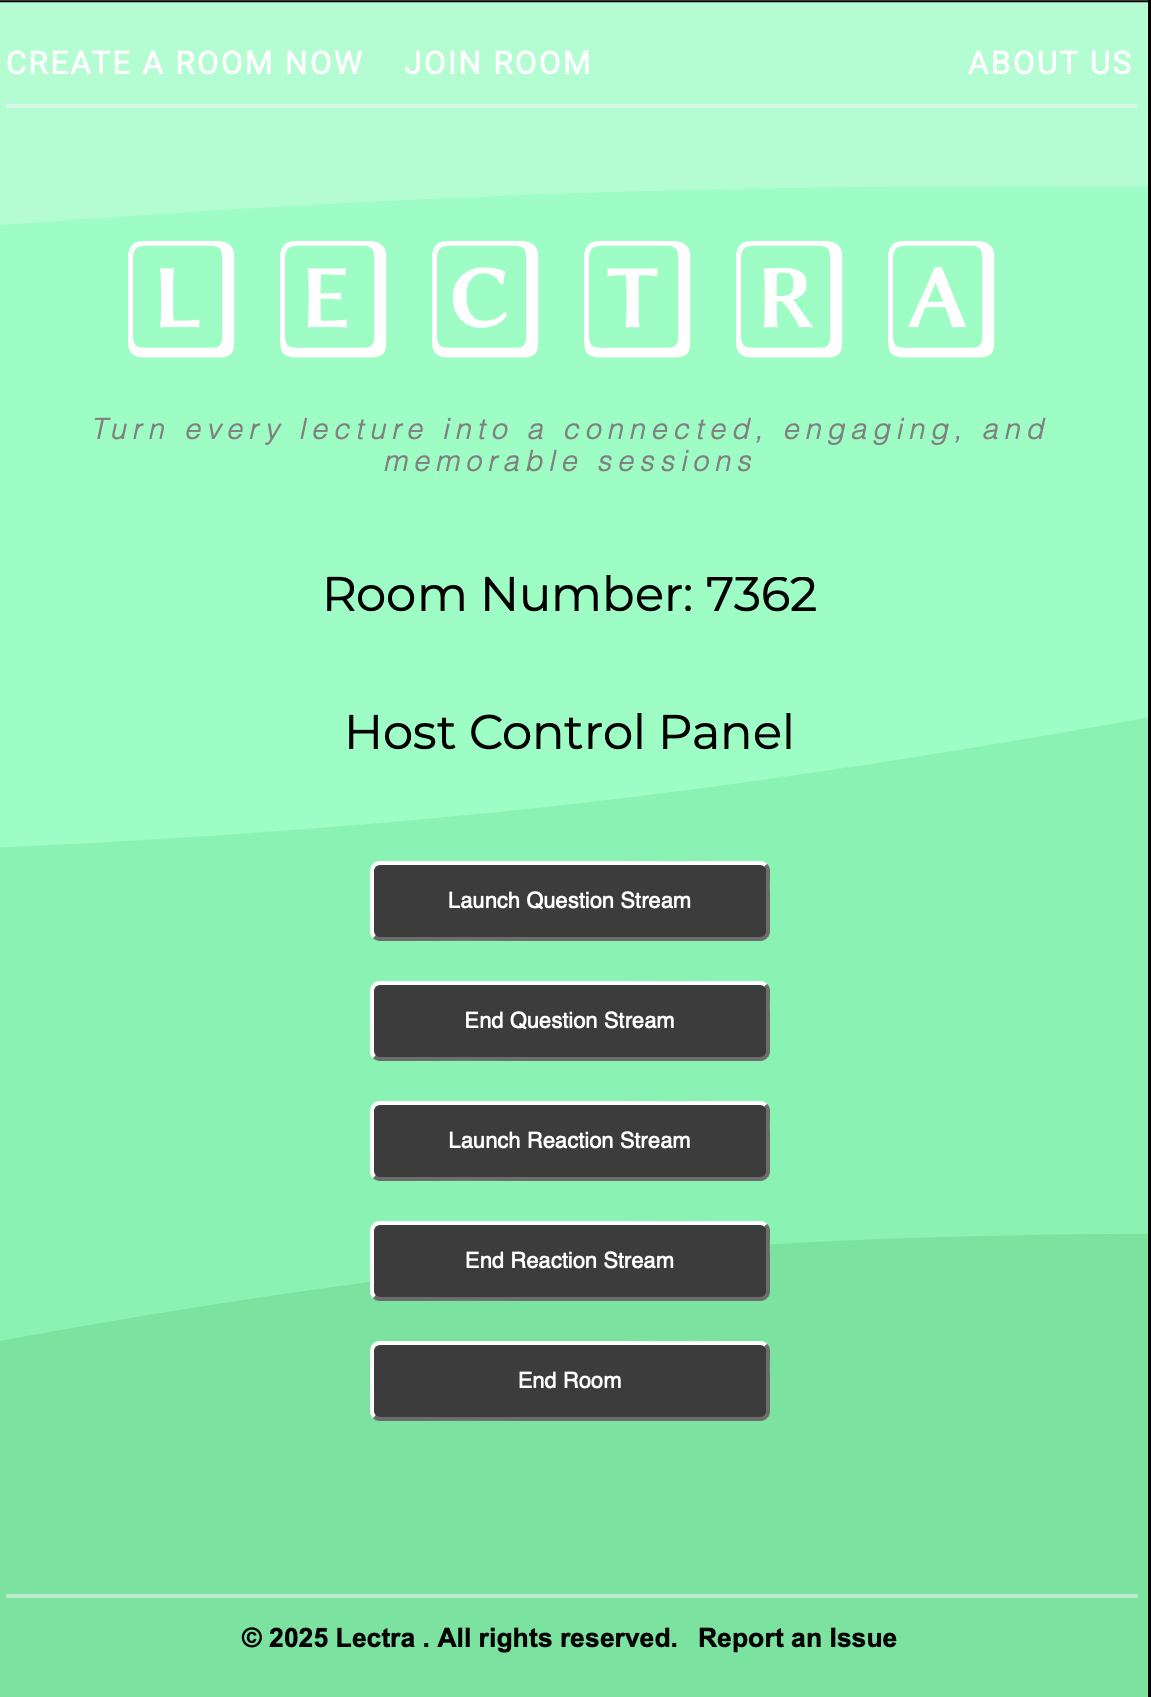 CREATE A ROOM NOW JOIN ROOM ABOUT US
LECTRA
Turn every lecture into a connected, engaging, and
memorable sessions
Room Number: 7362
Host Control Panel
Launch Question Stream
End Question Stream
Launch Reaction Stream
End Reaction Stream
End Room
© 2025 Lectra . All rights reserved. Report an Issue